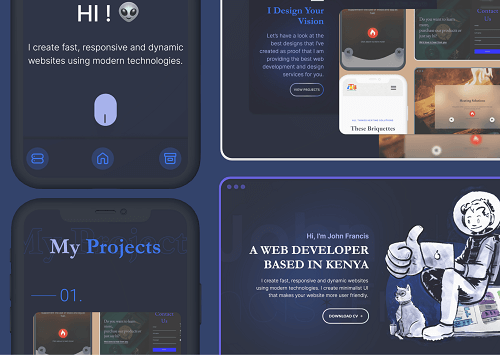 HI ! 👽
I create fast, responsive and dynamic
websites using modern technologies.
My Projects
01.
I Design Your
Vision
Let's have a look at the
best designs that I've
created as proof that I am
providing the best web
development and design
services for you.
VIEW PROJECTS
These Briquettes
Contact
Us
Hi, I'm John Francis
A WEB DEVELOPER
BASED IN KENYA
I create fast, responsive and dynamic websites
using modern technologies. I create minimalist UI
that makes your website more user friendly.
DOWNLOAD CV